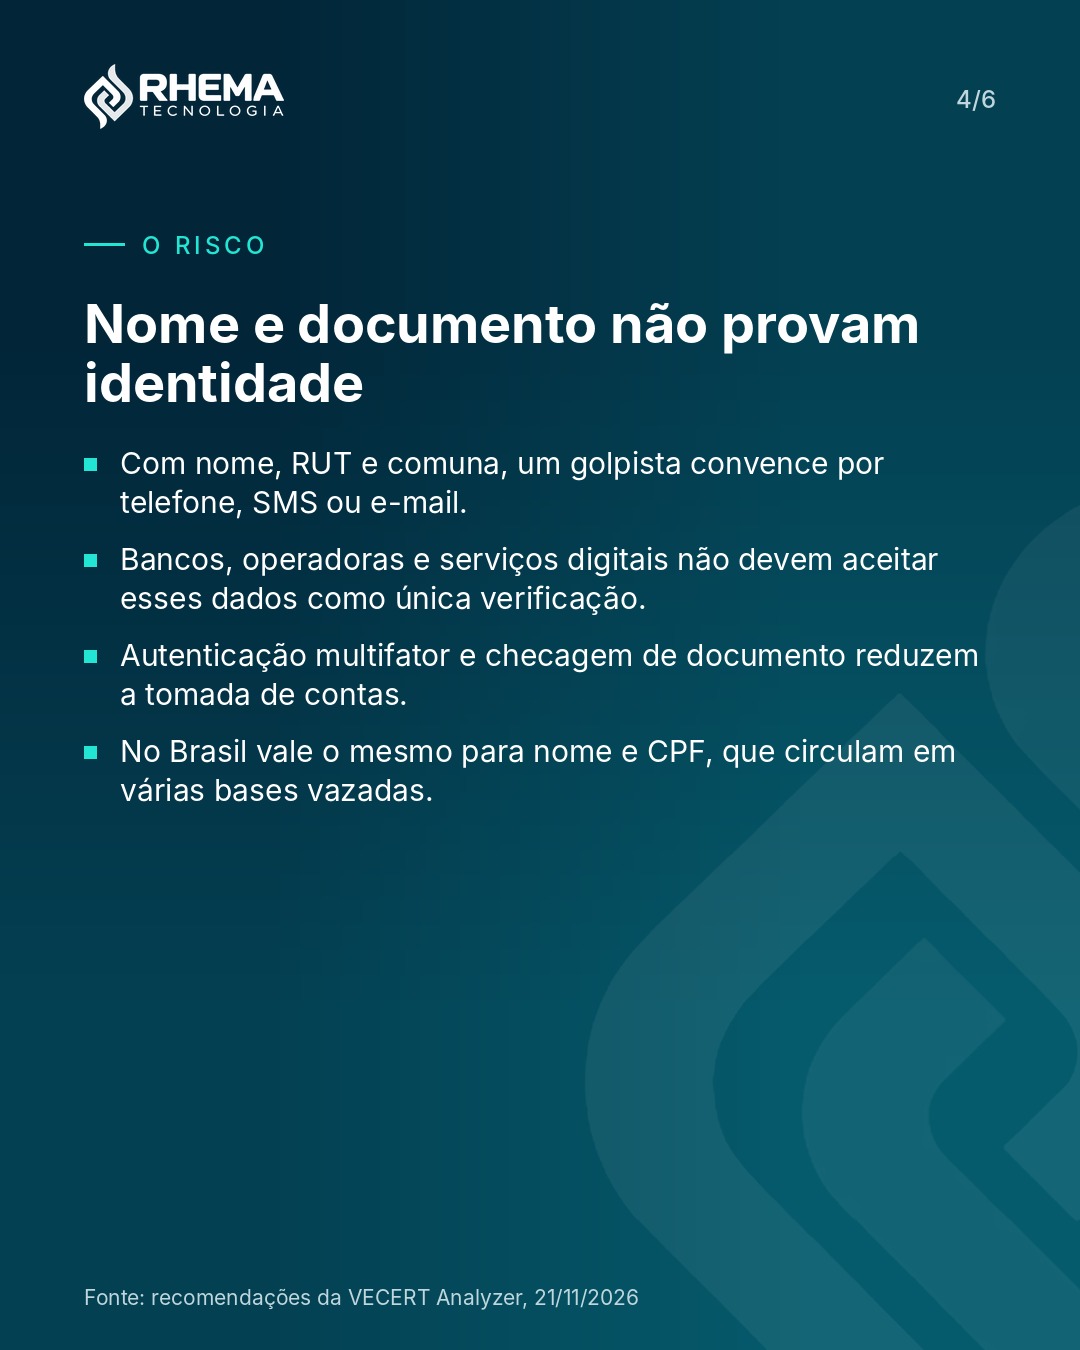 RHEMA
TECNOLOGIA
4/6
O RISCO
Nome e documento não provam
identidade
Com nome, RUT e comuna, um golpista convence por
telefone, SMS ou e-mail.
Bancos, operadoras e serviços digitais não devem aceitar
esses dados como única verificação.
Autenticação multifator e checagem de documento reduzem
a tomada de contas.
No Brasil vale o mesmo para nome e CPF, que circulam em
várias bases vazadas.
Fonte: recomendações da VECERT Analyzer, 21/11/2026